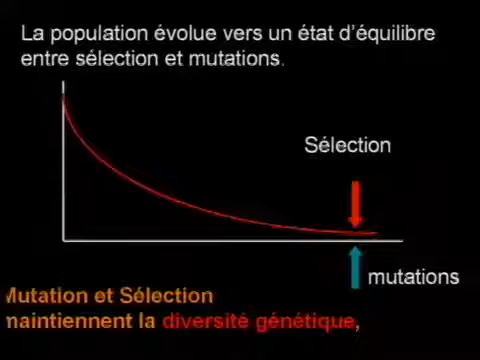 La population évolue vers un état d'équilibre
entre sélection et mutations.
Sélection
mutations
Mutation et Sélection
maintiennent la diversité génétique,